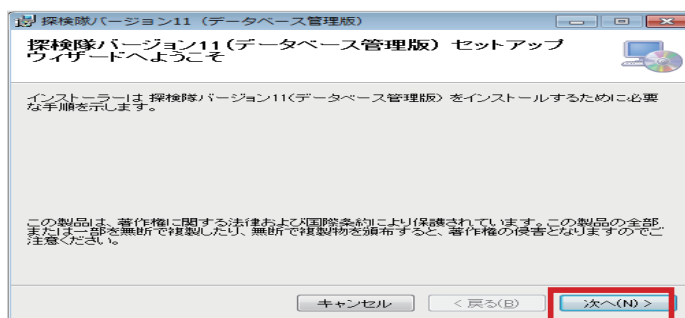 探検隊バージョン11 (データベース管理版)
探検隊バージョン11(データベース管理版) セットアップ
ウィザードへようこそ
インストーラーは 探検隊バージョン11(データベース管理版) をインストールするために必要
な手順を示します。
この製品は、著作権に関する法律および国際条約により保護されています。この製品の全部
または一部を無断で複製したり、無断で複製物を頒布すると、著作権の侵害となりますのでご
注意ください。
キャンセル
< 戻る(B)
次へ(N) >